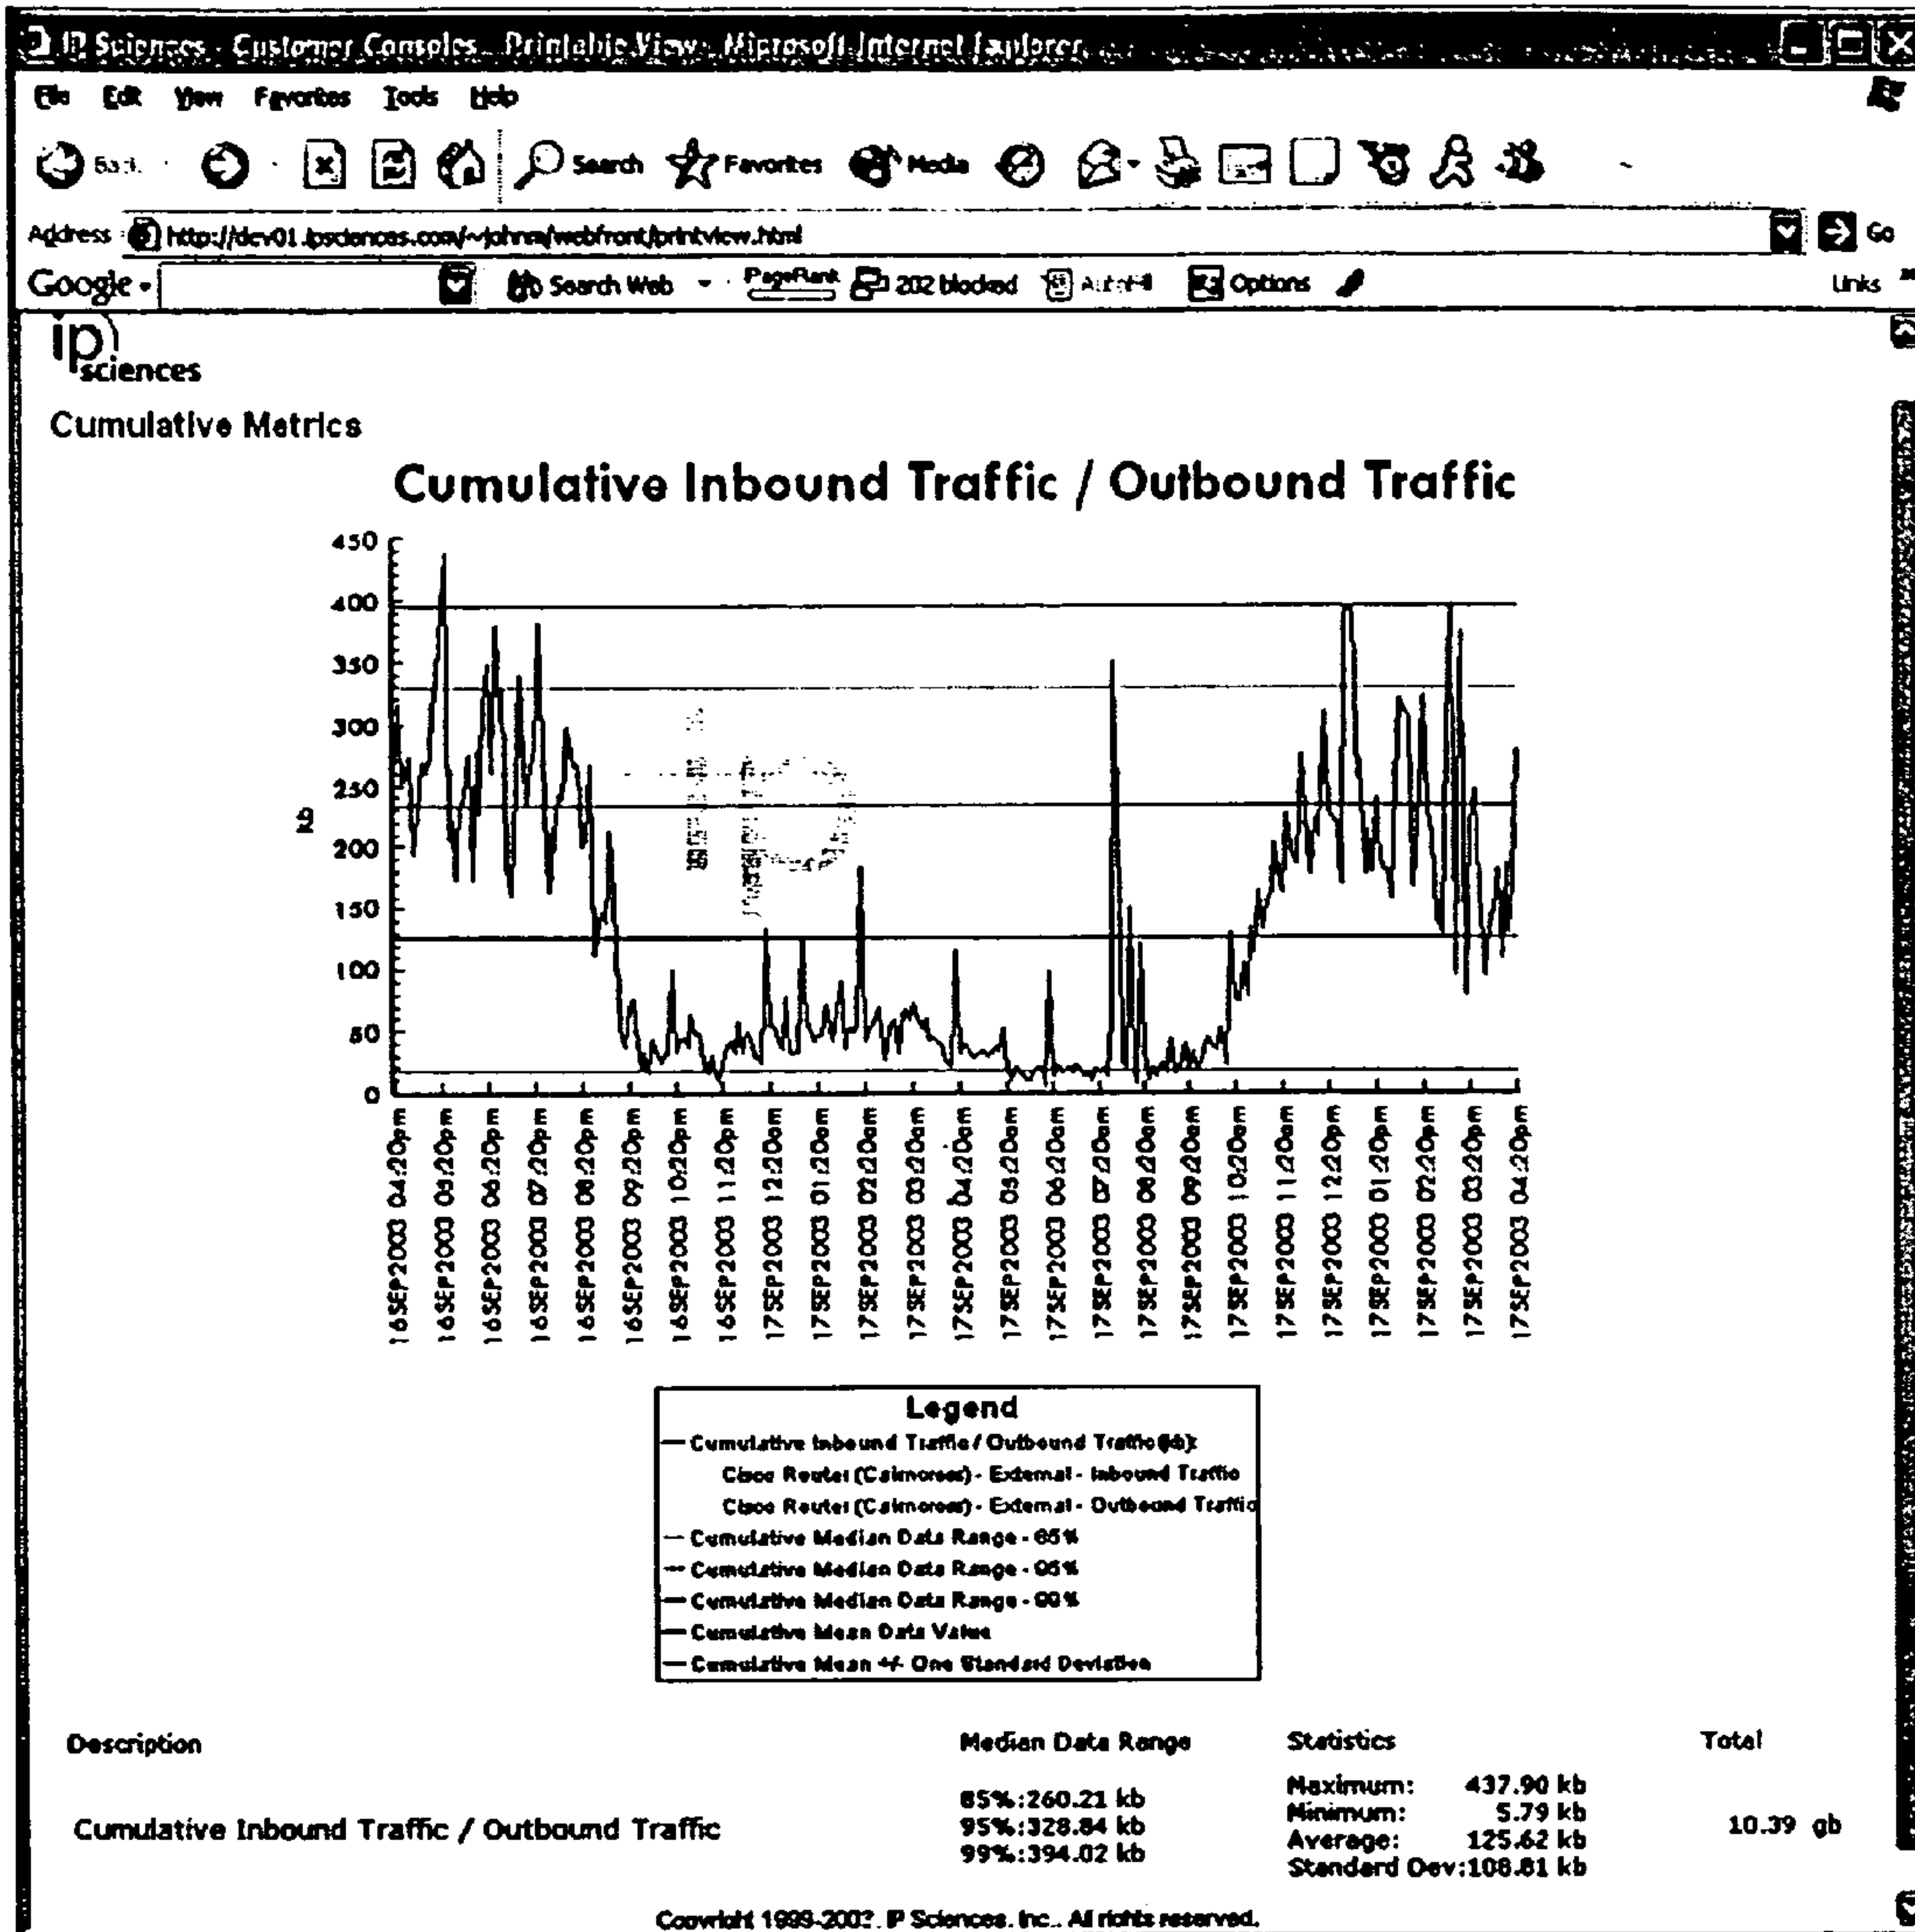 IP Sciences - Customer Consoles - Printable View - Microsoft Internet Explorer
File Edit View Favorites Tools Help
Back Search Favorites Media
Address http://dev01.ipsciences.com/~johnm/webfront/printview.html Go
Google Search Web PageRank 202 blocked AutoFill Options Links »
ip sciences
Cumulative Metrics
Cumulative Inbound Traffic / Outbound Traffic
450
400
350
300
250
200
150
100
50
0
kb
ip
16SEP2003 04:20pm
16SEP2003 05:20pm
16SEP2003 06:20pm
16SEP2003 07:20pm
16SEP2003 08:20pm
16SEP2003 09:20pm
16SEP2003 10:20pm
16SEP2003 11:20pm
17SEP2003 12:20am
17SEP2003 01:20am
17SEP2003 02:20am
17SEP2003 03:20am
17SEP2003 04:20am
17SEP2003 05:20am
17SEP2003 06:20am
17SEP2003 07:20am
17SEP2003 08:20am
17SEP2003 09:20am
17SEP2003 10:20am
17SEP2003 11:20am
17SEP2003 12:20pm
17SEP2003 01:20pm
17SEP2003 02:20pm
17SEP2003 03:20pm
17SEP2003 04:20pm
Legend
Cumulative Inbound Traffic / Outbound Traffic (kb):
Cisco Router - External - Inbound Traffic
Cisco Router - External - Outbound Traffic
Cumulative Median Data Range - 85%
Cumulative Median Data Range - 95%
Cumulative Median Data Range - 99%
Cumulative Mean Data Value
Cumulative Mean +/- One Standard Deviation
Description Median Data Range Statistics Total
Cumulative Inbound Traffic / Outbound Traffic
85%:260.21 kb
95%:328.84 kb
99%:394.02 kb
Maximum: 437.90 kb
Minimum: 5.79 kb
Average: 125.62 kb
Standard Dev:108.81 kb
10.39 gb
Copyright IP Sciences, Inc.. All rights reserved.